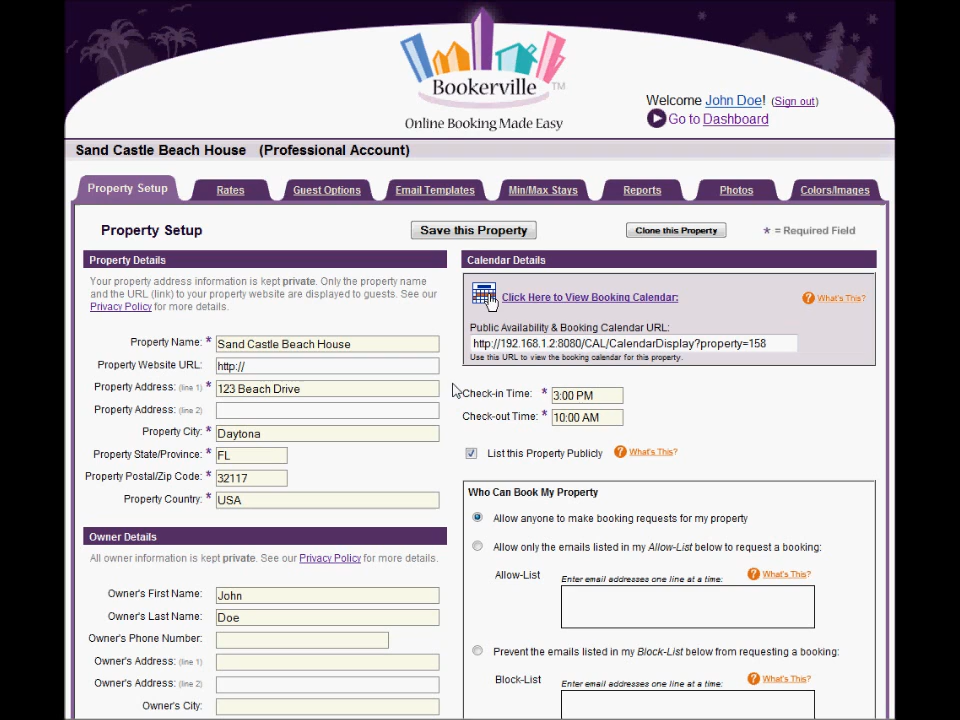 Bookerville TM
Online Booking Made Easy
Welcome John Doe! (Sign out)
Go to Dashboard
Sand Castle Beach House (Professional Account)
Property Setup Rates Guest Options Email Templates Min/Max Stays Reports Photos Colors/Images
Property Setup Save this Property Clone this Property * = Required Field
Property Details
Your property address information is kept private. Only the property
name and the URL (link) to your property website are displayed to guests. See our
Privacy Policy for more details.
Property Name: * Sand Castle Beach House
Property Website URL: http://
Property Address: (line 1) * 123 Beach Drive
Property Address: (line 2)
Property City: * Daytona
Property State/Province: * FL
Property Postal/Zip Code: * 32117
Property Country: * USA
Owner Details
All owner information is kept private. See our Privacy Policy for more details.
Owner's First Name: John
Owner's Last Name: Doe
Owner's Phone Number:
Owner's Address: (line 1)
Owner's Address: (line 2)
Owner's City:
Calendar Details
Click Here to View Booking Calendar: ? What's This?
Public Availability & Booking Calendar URL:
http://192.168.1.2:8080/CAL/CalendarDisplay?property=158
Use this URL to view the booking calendar for this property.
Check-in Time: * 3:00 PM
Check-out Time: * 10:00 AM
List this Property Publicly ? What's This?
Who Can Book My Property
Allow anyone to make booking requests for my property
Allow only the emails listed in my Allow-List below to request a booking:
Allow-List Enter email addresses one line at a time: ? What's This?
Prevent the emails listed in my Block-List below from requesting a booking:
Block-List Enter email addresses one line at a time: ? What's This?